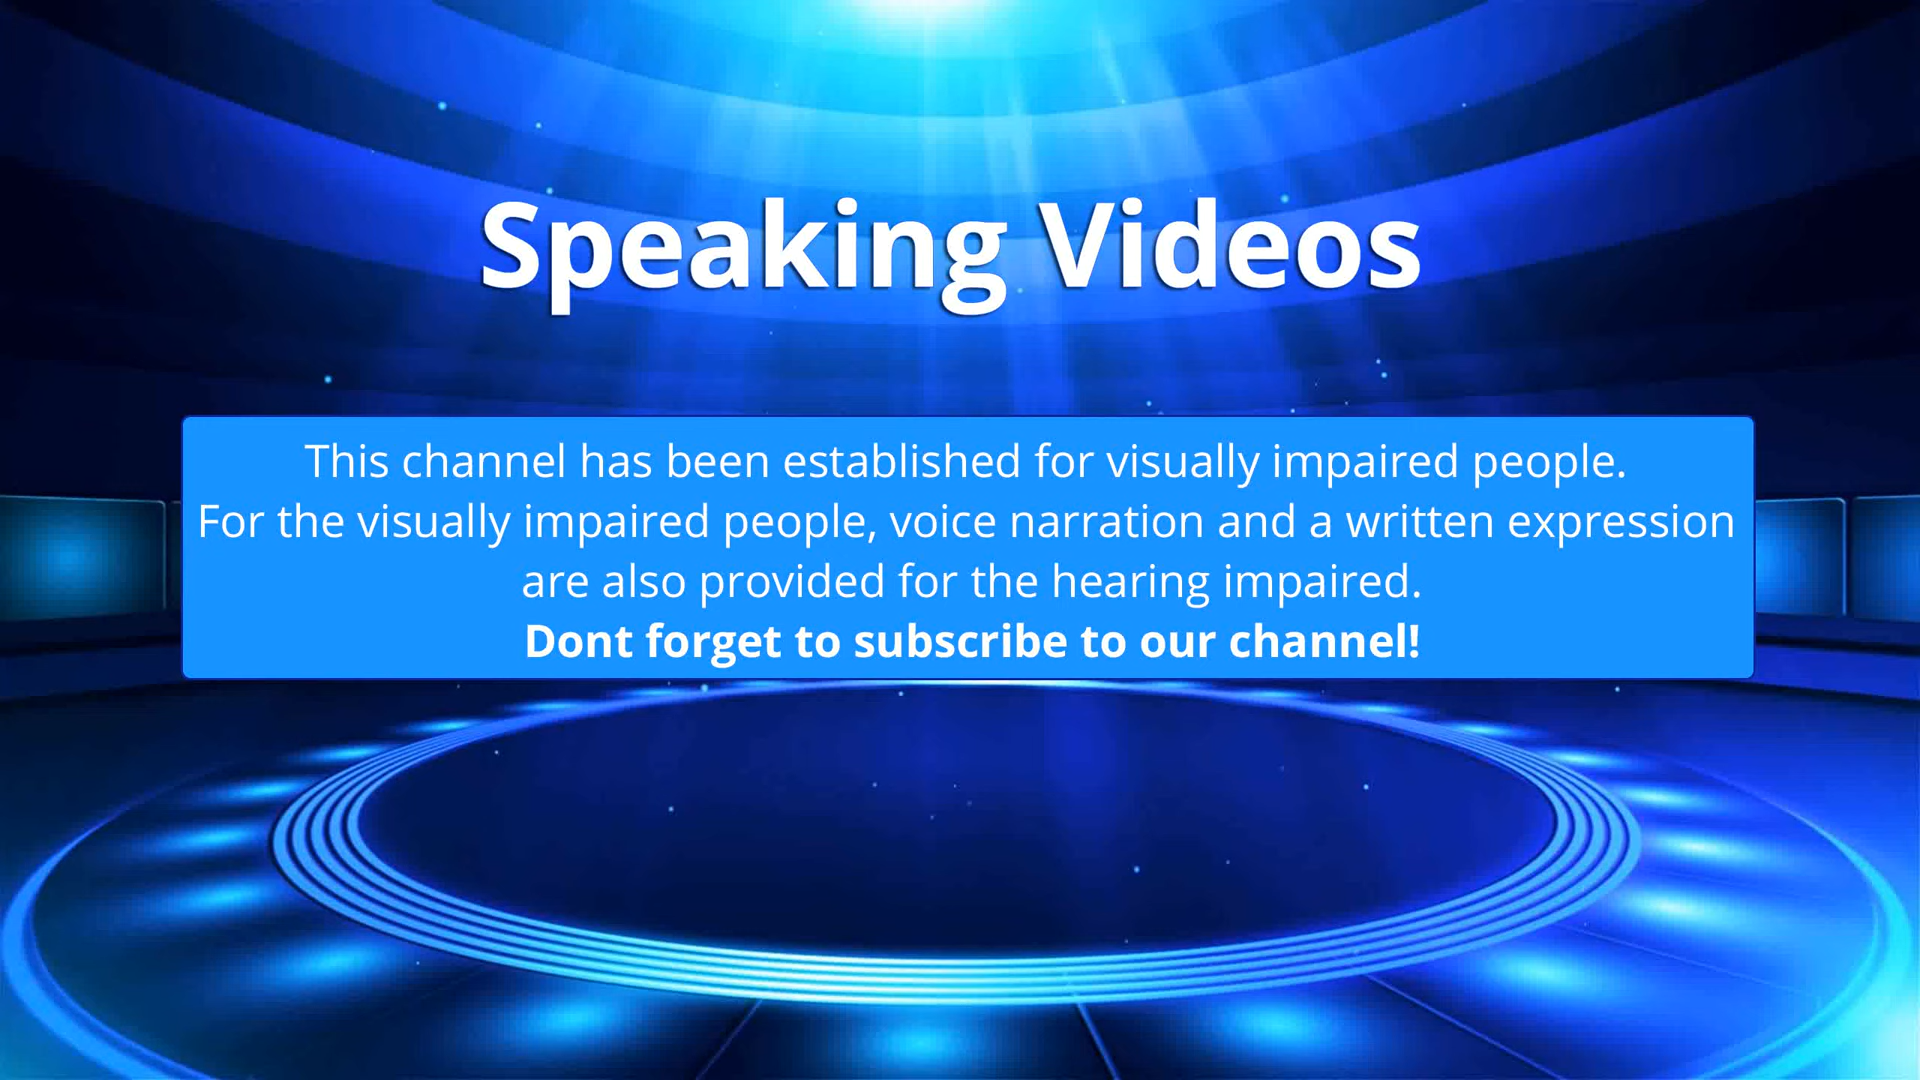 Speaking Videos
This channel has been established for visually impaired people.
For the visually impaired people, voice narration and a written expression
are also provided for the hearing impaired.
Dont forget to subscribe to our channel!